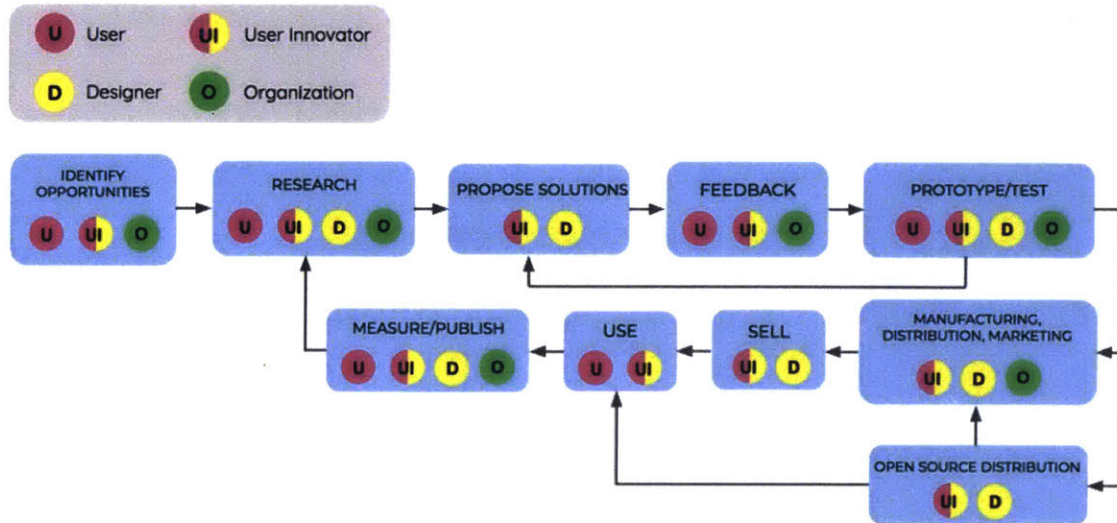 U User UI User Innovator
D Designer O Organization
IDENTIFY
OPPORTUNITIES
U UI O
RESEARCH
U UI D O
PROPOSE SOLUTIONS
UI D
FEEDBACK
U UI O
PROTOTYPE/TEST
U UI D O
MEASURE/PUBLISH
U UI D O
USE
U UI
SELL
UI D
MANUFACTURING,
DISTRIBUTION, MARKETING
UI D O
OPEN SOURCE DISTRIBUTION
UI D